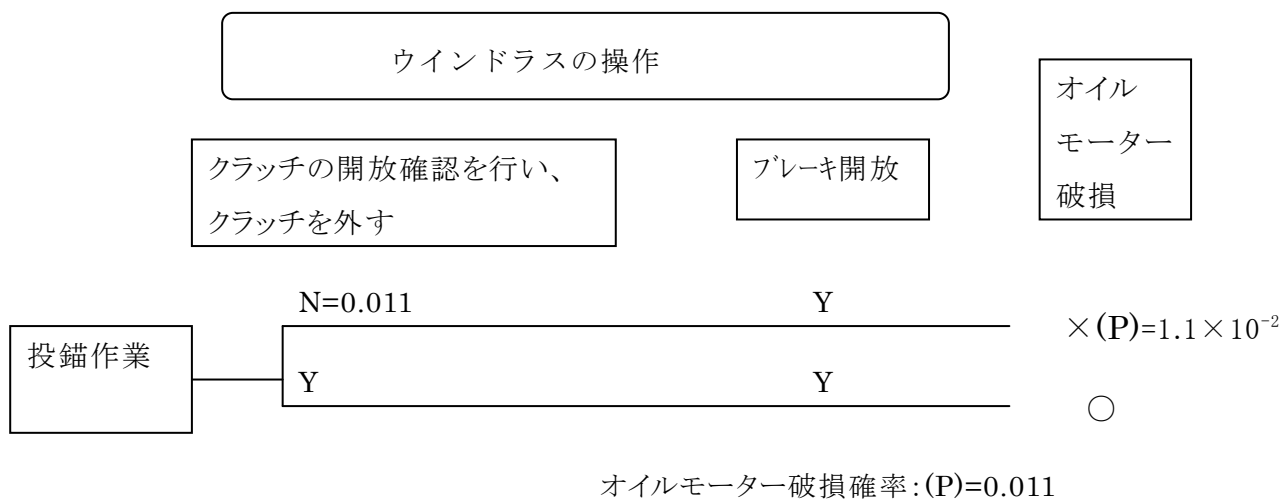 ウインドラスの操作
オイル
モーター
破損
クラッチの開放確認を行い、
クラッチを外す
ブレーキ開放
N=0.011 Y
×(P)=1.1×10⁻²
投錨作業
Y Y
○
オイルモーター破損確率:(P)=0.011